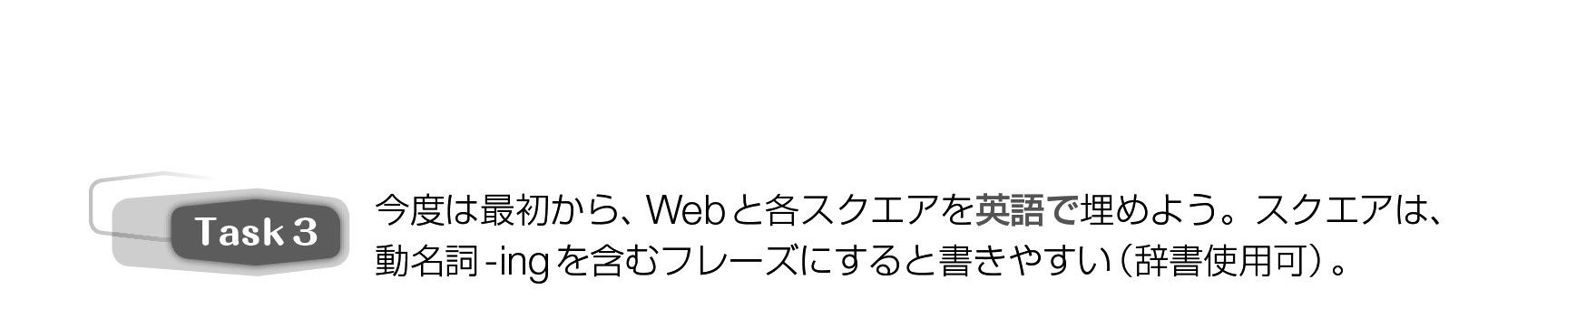 Task 3
今度は最初から、Webと各スクエアを英語で埋めよう。スクエアは、
動名詞-ingを含むフレーズにすると書きやすい（辞書使用可）。